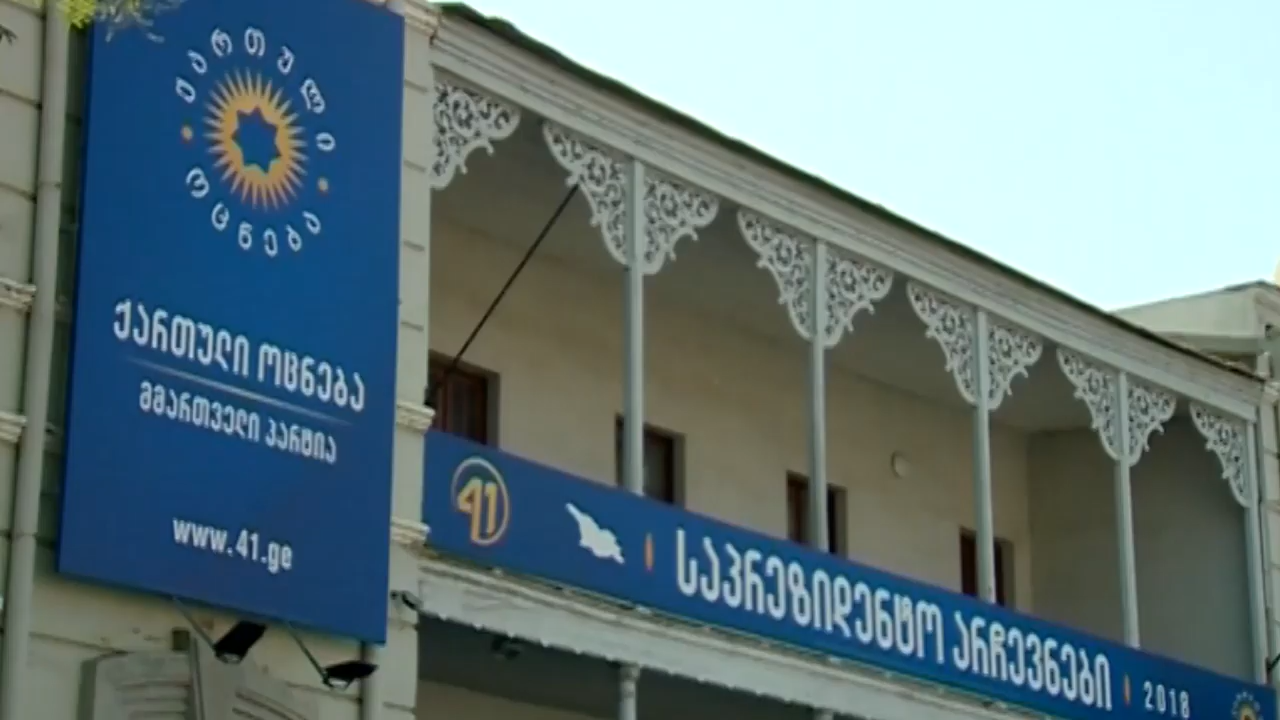 ქართული
ოცნება
ქართული ოცნება
მმართველი პარტია
www.41.ge
41
საპრეზიდენტო არჩევნები 2018